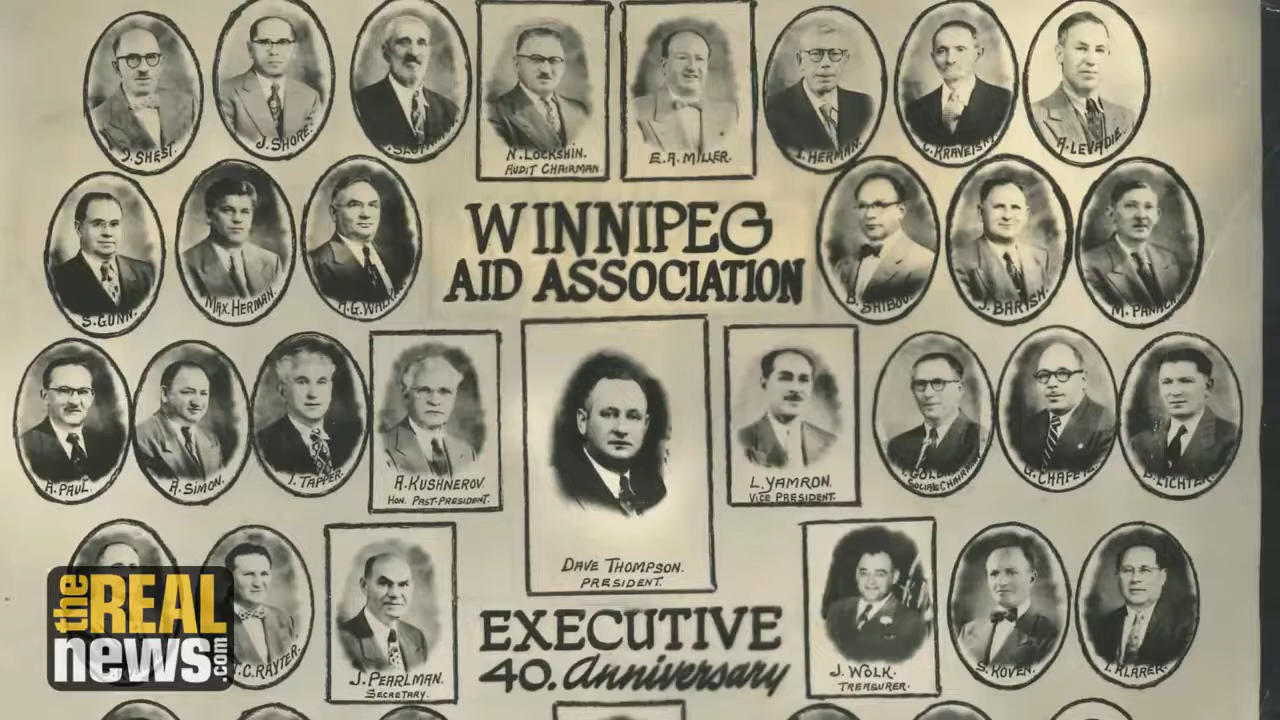 J. SHEST.
J. SHORE.
N. LOCKSHIN.
AUDIT CHAIRMAN
E.A. MILLER.
J. HERMAN.
KRAVETSKY
A. LEVADIE.
S. GUNN.
MAX. HERMAN.
WINNIPEG
AID ASSOCIATION
B. SHIBOU.
J. BARISH.
M.
A. PAUL.
A. SIMON.
I. TAPPER.
A. KUSHNEROV.
HON. PAST-PRESIDENT.
DAVE THOMPSON.
PRESIDENT.
L. YAMRON.
VICE PRESIDENT.
SOCIAL CHAIRMAN
LICHTER.
C. RAYTER.
J. PEARLMAN.
SECRETARY.
EXECUTIVE
40. Anniversary
J. WOLK.
TREASURER.
S. KOVEN.
I. KLARER.
the REAL
news.com